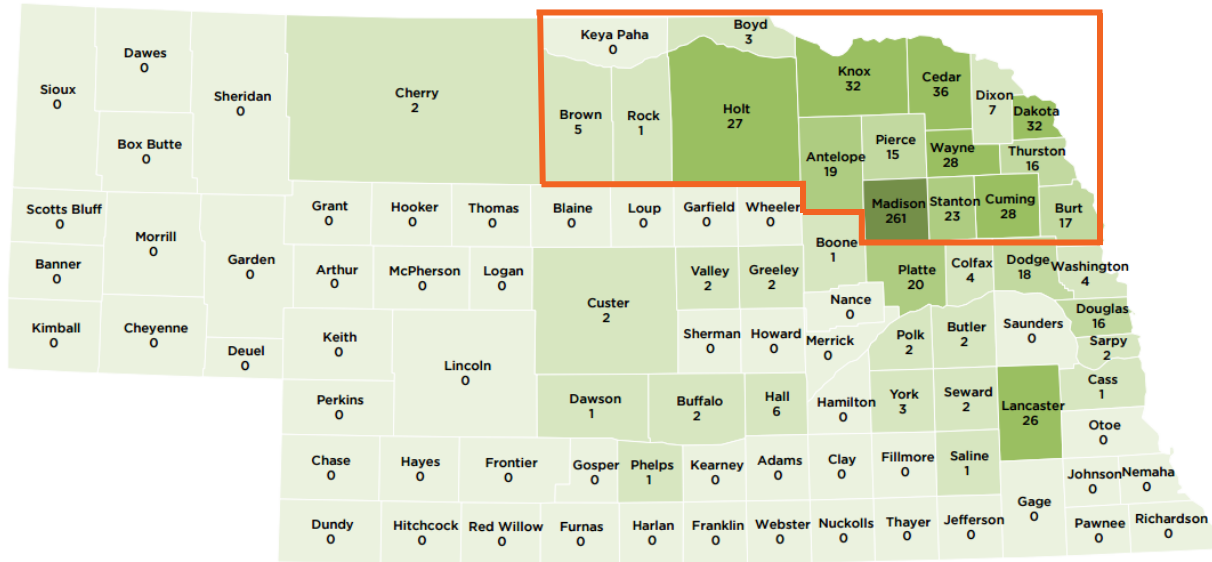 Keya Paha
0
Boyd
3
Dawes
0
Sioux
0
Sheridan
0
Cherry
2
Knox
32
Cedar
36
Dixon
7
Dakota
32
Brown
5
Rock
1
Holt
27
Box Butte
0
Antelope
19
Pierce
15
Wayne
28
Thurston
16
Scotts Bluff
0
Morrill
0
Grant
0
Hooker
0
Thomas
0
Blaine
0
Loup
0
Garfield
0
Wheeler
0
Madison
261
Stanton
23
Cuming
28
Burt
17
Banner
0
Garden
0
Arthur
0
McPherson
0
Logan
0
Custer
2
Valley
2
Greeley
2
Boone
1
Platte
20
Colfax
4
Dodge
18
Washington
4
Kimball
0
Cheyenne
0
Deuel
0
Keith
0
Lincoln
0
Sherman
0
Howard
0
Nance
0
Merrick
0
Polk
2
Butler
2
Saunders
0
Douglas
16
Sarpy
2
Perkins
0
Dawson
1
Buffalo
2
Hall
6
Hamilton
0
York
3
Seward
2
Lancaster
26
Cass
1
Otoe
0
Chase
0
Hayes
0
Frontier
0
Gosper
0
Phelps
1
Kearney
0
Adams
0
Clay
0
Fillmore
0
Saline
1
Gage
0
Johnson
0
Nemaha
0
Dundy
0
Hitchcock
0
Red Willow
0
Furnas
0
Harlan
0
Franklin
0
Webster
0
Nuckolls
0
Thayer
0
Jefferson
0
Pawnee
0
Richardson
0